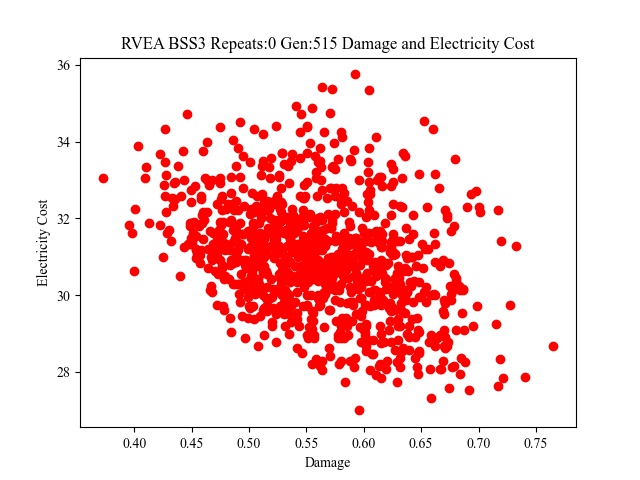 RVEA BSS3 Repeats:0 Gen:515 Damage and Electricity Cost
36
34
32
30
28
Electricity Cost
0.40 0.45 0.50 0.55 0.60 0.65 0.70 0.75
Damage